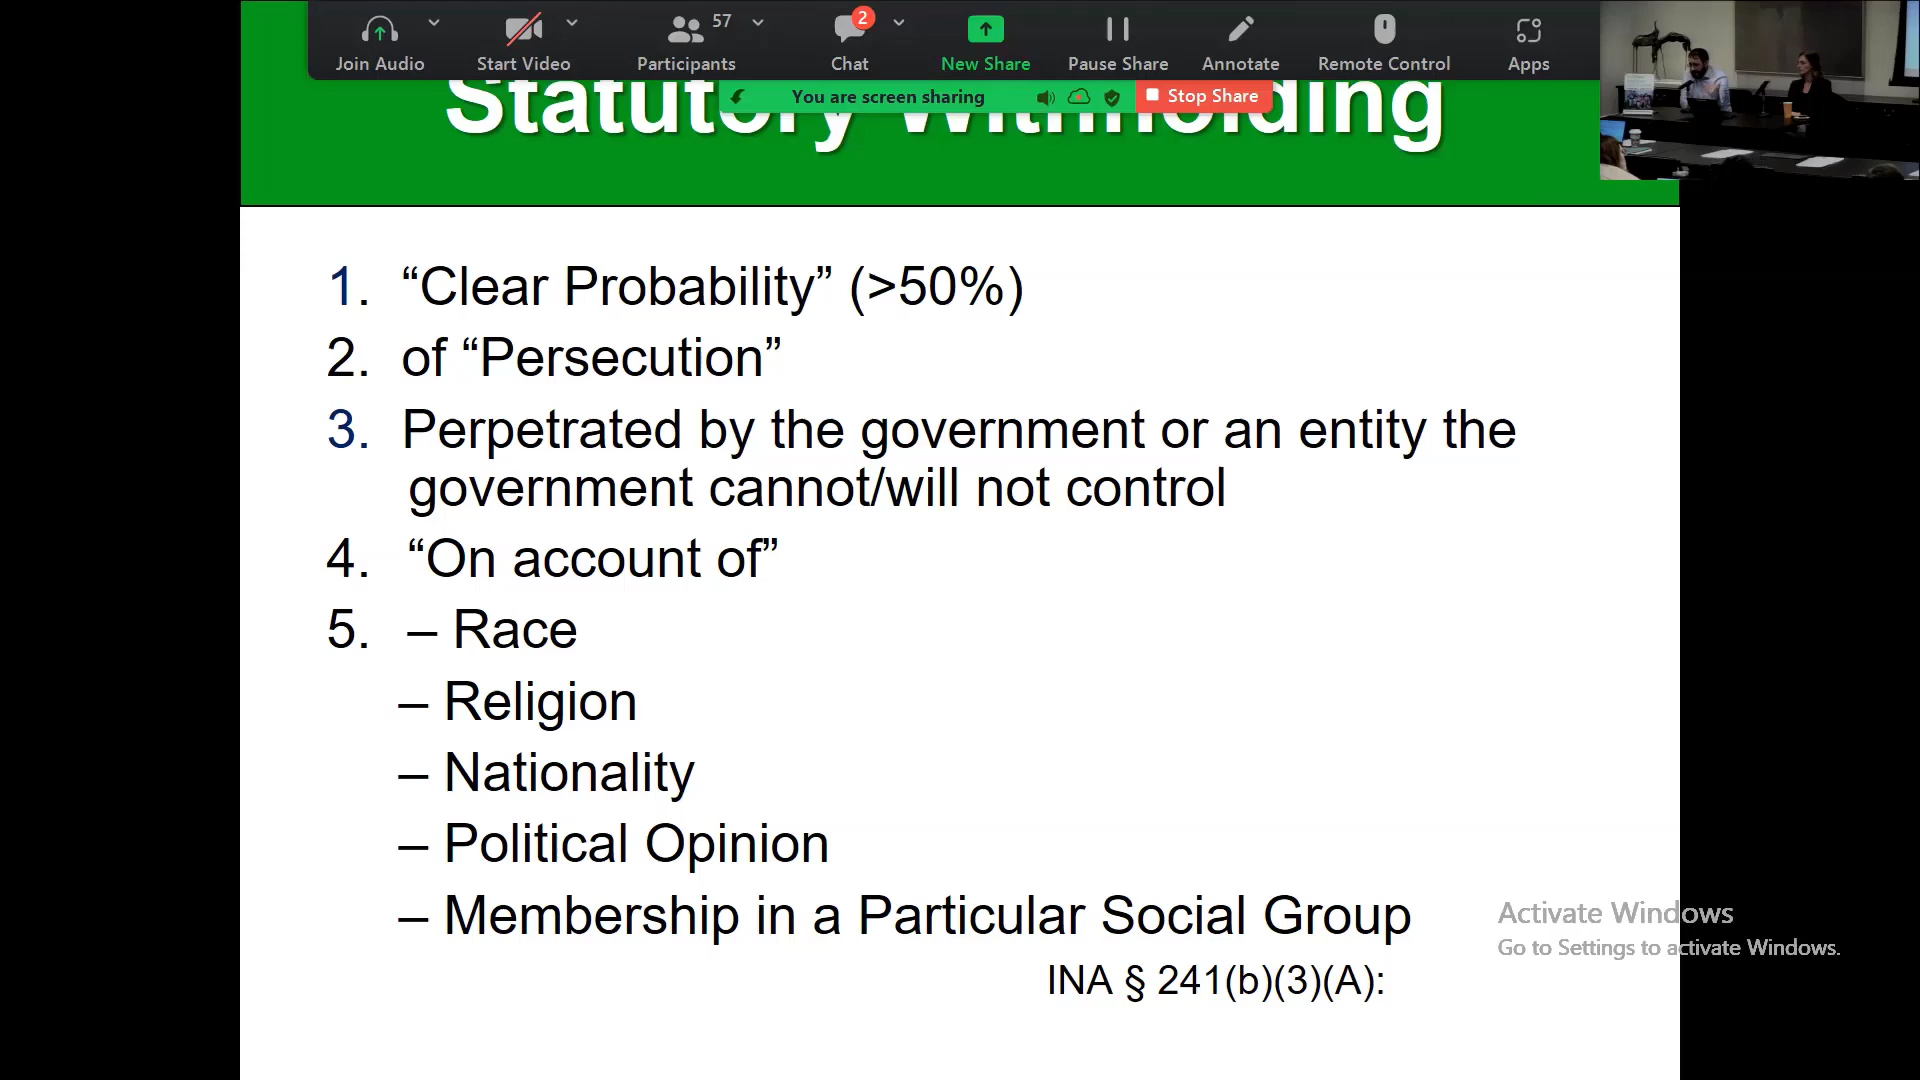 Join Audio
Start Video
57
Participants
2
Chat
New Share
Pause Share
Annotate
Remote Control
Apps
You are screen sharing
Stop Share
Statutory Withholding
1. “Clear Probability” (>50%)
2. of “Persecution”
3. Perpetrated by the government or an entity the
government cannot/will not control
4. “On account of”
5. – Race
– Religion
– Nationality
– Political Opinion
– Membership in a Particular Social Group
INA § 241(b)(3)(A):
Activate Windows
Go to Settings to activate Windows.